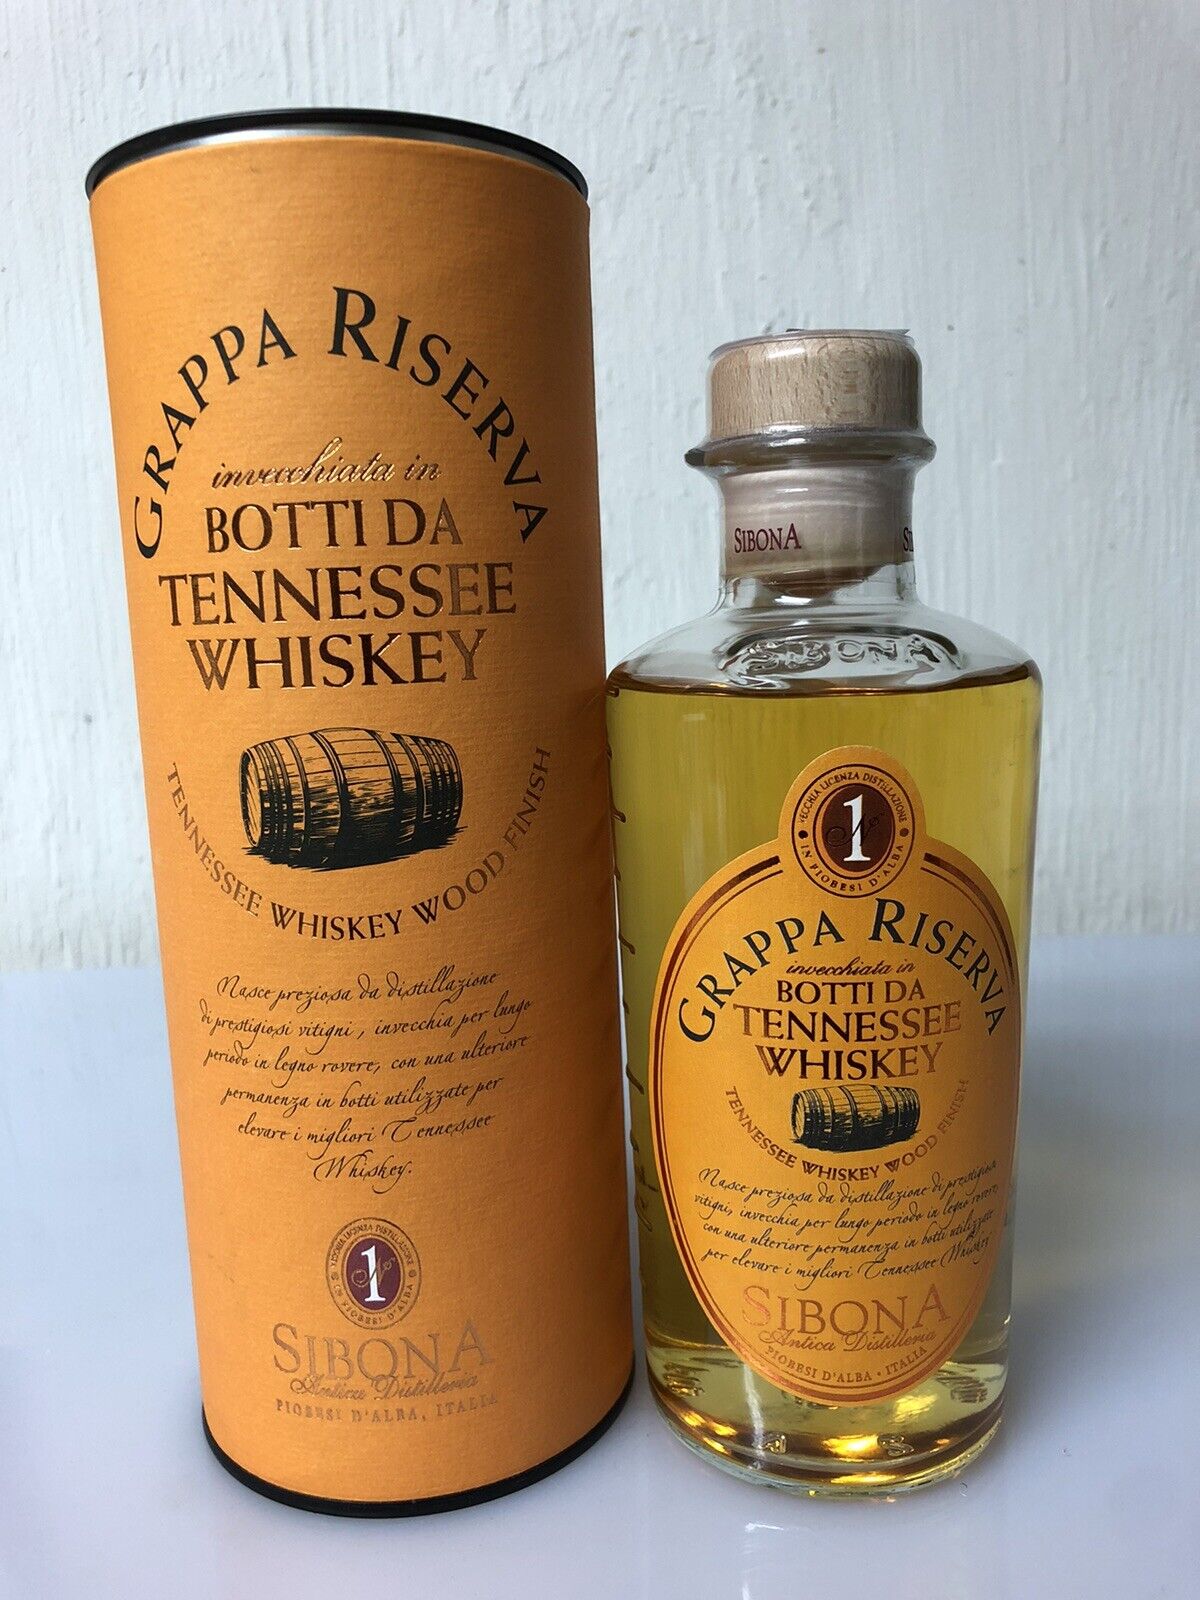 GRAPPA RISERVA
invecchiata in
BOTTI DA
TENNESSEE
WHISKEY
TENNESSEE WHISKEY WOOD FINISH
Nasce preziosa da distillazione
di prestigiosi vitigni, invecchia per lungo
periodo in legno rovere, con una ulteriore
permanenza in botti utilizzate per
elevare i migliori Tennessee
Whiskey.
VECCHIA LICENZA DISTILLAZIONE
No 1
IN PIOBESI D'ALBA
SIBONA
Antica Distilleria
PIOBESI D'ALBA, ITALIA
SIBONA
SIBONA
VECCHIA LICENZA DISTILLAZIONE
No 1
IN PIOBESI D'ALBA
GRAPPA RISERVA
invecchiata in
BOTTI DA
TENNESSEE
WHISKEY
TENNESSEE WHISKEY WOOD FINISH
Nasce preziosa da distillazione di prestigiosi
vitigni, invecchia per lungo periodo in legno rovere,
con una ulteriore permanenza in botti utilizzate
per elevare i migliori Tennessee Whiskey
SIBONA
Antica Distilleria
PIOBESI D'ALBA • ITALIA